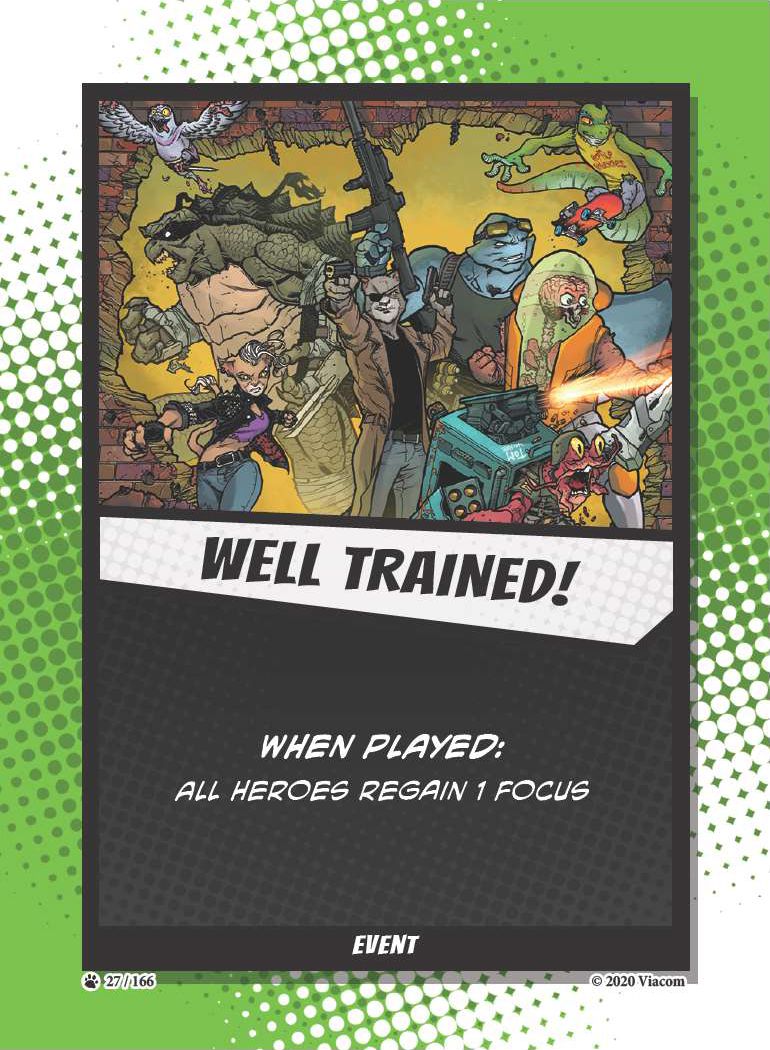 WELL TRAINED!
WHEN PLAYED:
ALL HEROES REGAIN 1 FOCUS
EVENT
27 / 166
© 2020 Viacom